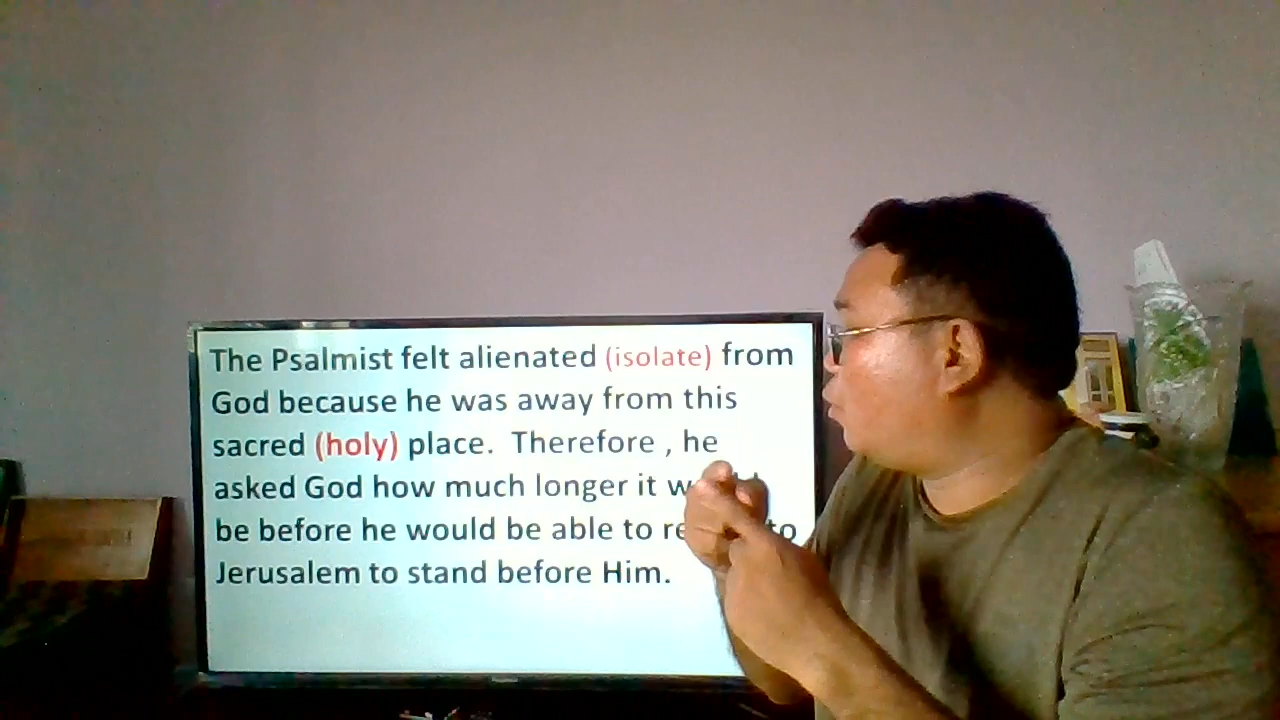 The Psalmist felt alienated (isolate) from
God because he was away from this
sacred (holy) place. Therefore , he
asked God how much longer it
be before he would be able to to
Jerusalem to stand before Him.